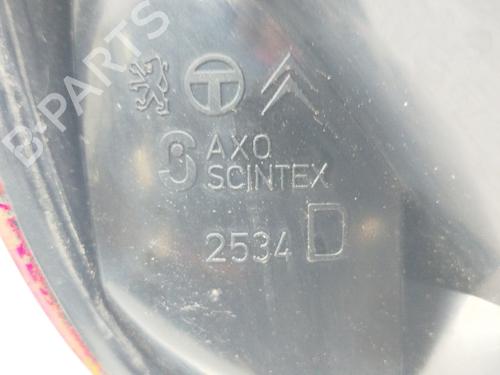 B-PARTS
AXO
SCINTEX
2534 D